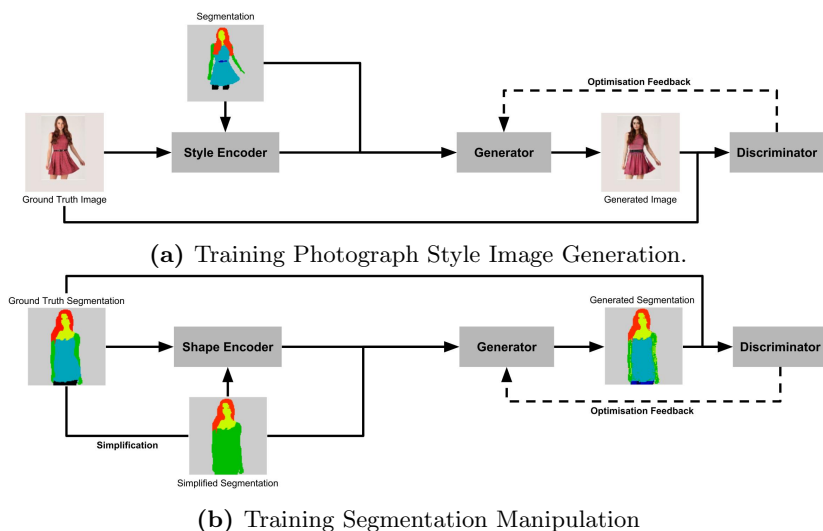 Segmentation
Optimisation Feedback
Style Encoder
Generator
Discriminator
Ground Truth Image
Generated Image
(a) Training Photograph Style Image Generation.
Ground Truth Segmentation
Generated Segmentation
Shape Encoder
Generator
Discriminator
Optimisation Feedback
Simplification
Simplified Segmentation
(b) Training Segmentation Manipulation